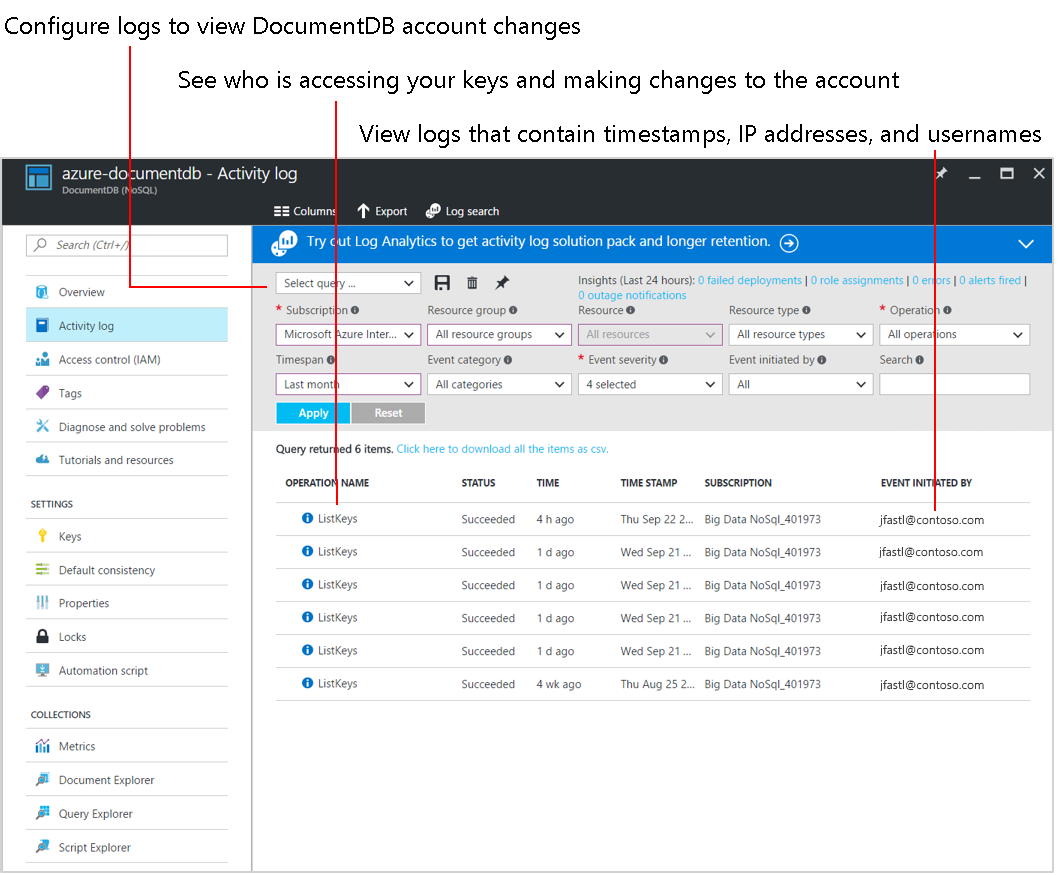 Configure logs to view DocumentDB account changes
See who is accessing your keys and making changes to the account
View logs that contain timestamps, IP addresses, and usernames
azure-documentdb - Activity log
DocumentDB (NoSQL)
Columns Export Log search
Search (Ctrl+/)
Try out Log Analytics to get activity log solution pack and longer retention.
Overview
Activity log
Access control (IAM)
Tags
Diagnose and solve problems
Tutorials and resources
SETTINGS
Keys
Default consistency
Properties
Locks
Automation script
COLLECTIONS
Metrics
Document Explorer
Query Explorer
Script Explorer
Select query ...
Insights (Last 24 hours): 0 failed deployments | 0 role assignments | 0 errors | 0 alerts fired |
0 outage notifications
* Subscription Resource group Resource Resource type * Operation
Microsoft Azure Inter... All resource groups All resources All resource types All operations
Timespan Event category * Event severity Event initiated by Search
Last month All categories 4 selected All
Apply Reset
Query returned 6 items. Click here to download all the items as csv.
OPERATION NAME STATUS TIME TIME STAMP SUBSCRIPTION EVENT INITIATED BY
ListKeys Succeeded 4 h ago Thu Sep 22 2... Big Data NoSql_401973 jfastl@contoso.com
ListKeys Succeeded 1 d ago Wed Sep 21 ... Big Data NoSql_401973 jfastl@contoso.com
ListKeys Succeeded 1 d ago Wed Sep 21 ... Big Data NoSql_401973 jfastl@contoso.com
ListKeys Succeeded 1 d ago Wed Sep 21 ... Big Data NoSql_401973 jfastl@contoso.com
ListKeys Succeeded 1 d ago Wed Sep 21 ... Big Data NoSql_401973 jfastl@contoso.com
ListKeys Succeeded 4 wk ago Thu Aug 25 2... Big Data NoSql_401973 jfastl@contoso.com